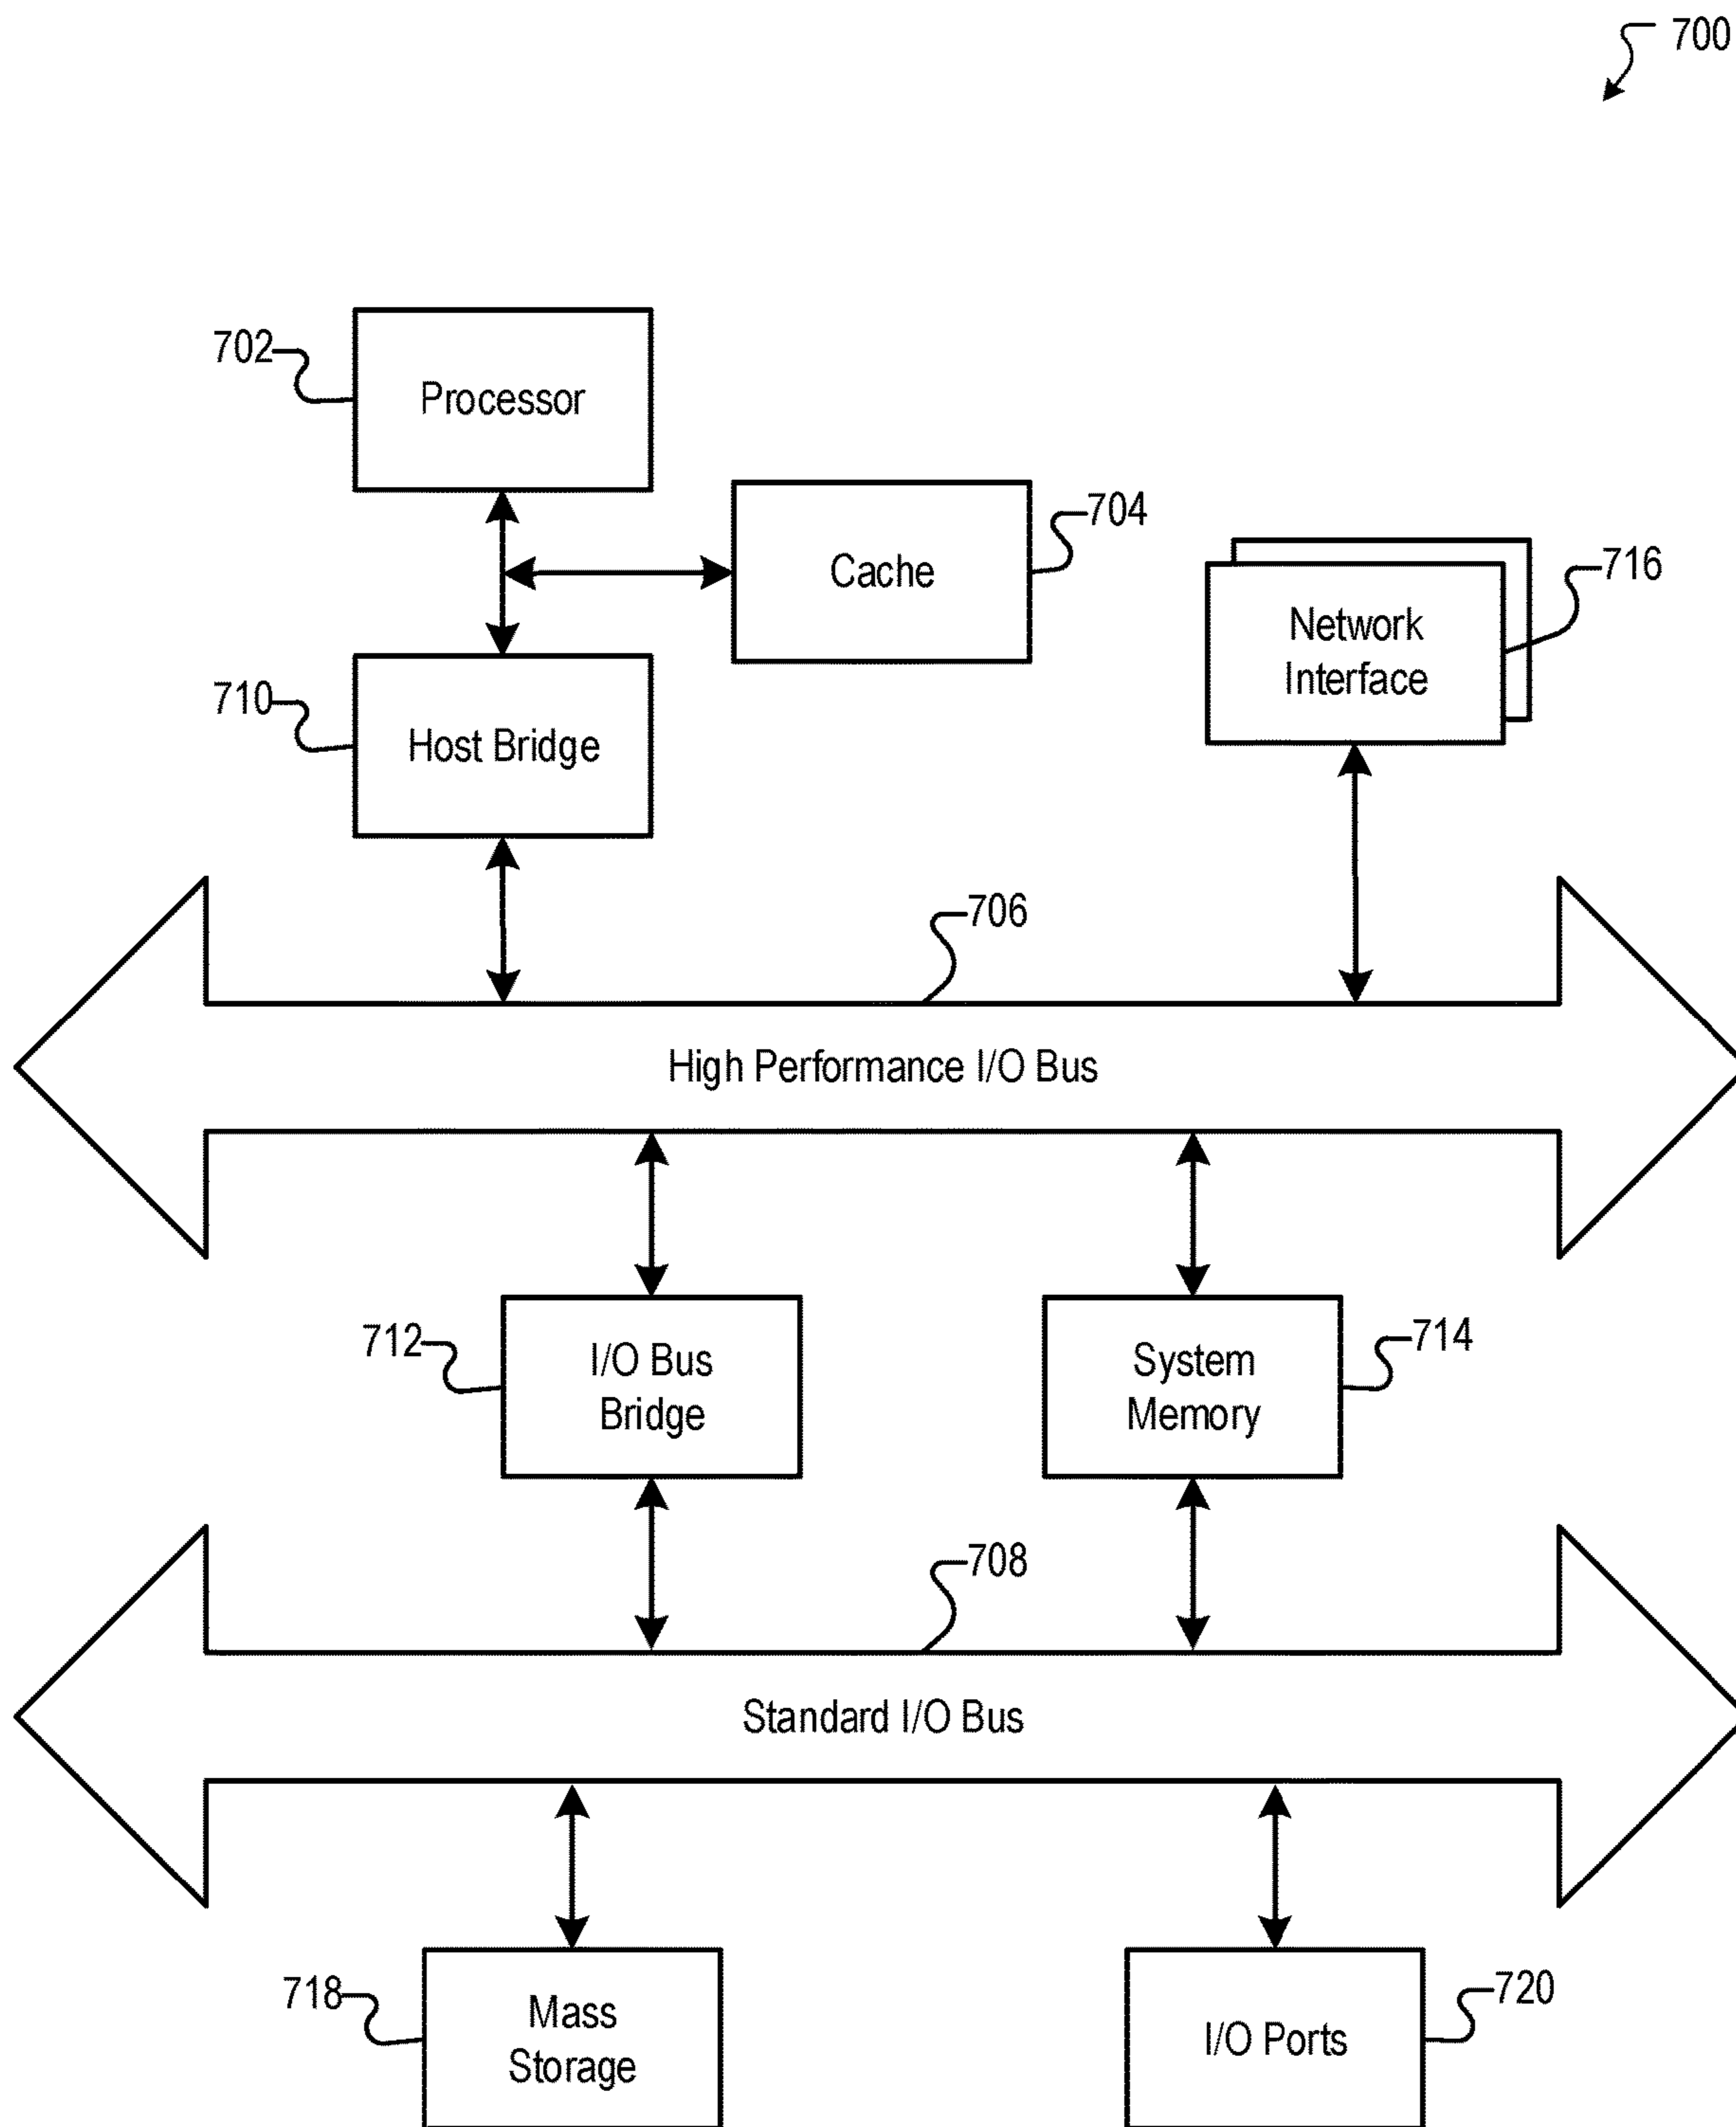 700
702
Processor
704
Cache
716
Network
Interface
710
Host Bridge
706
High Performance I/O Bus
712
I/O Bus
Bridge
714
System
Memory
708
Standard I/O Bus
718
Mass
Storage
720
I/O Ports